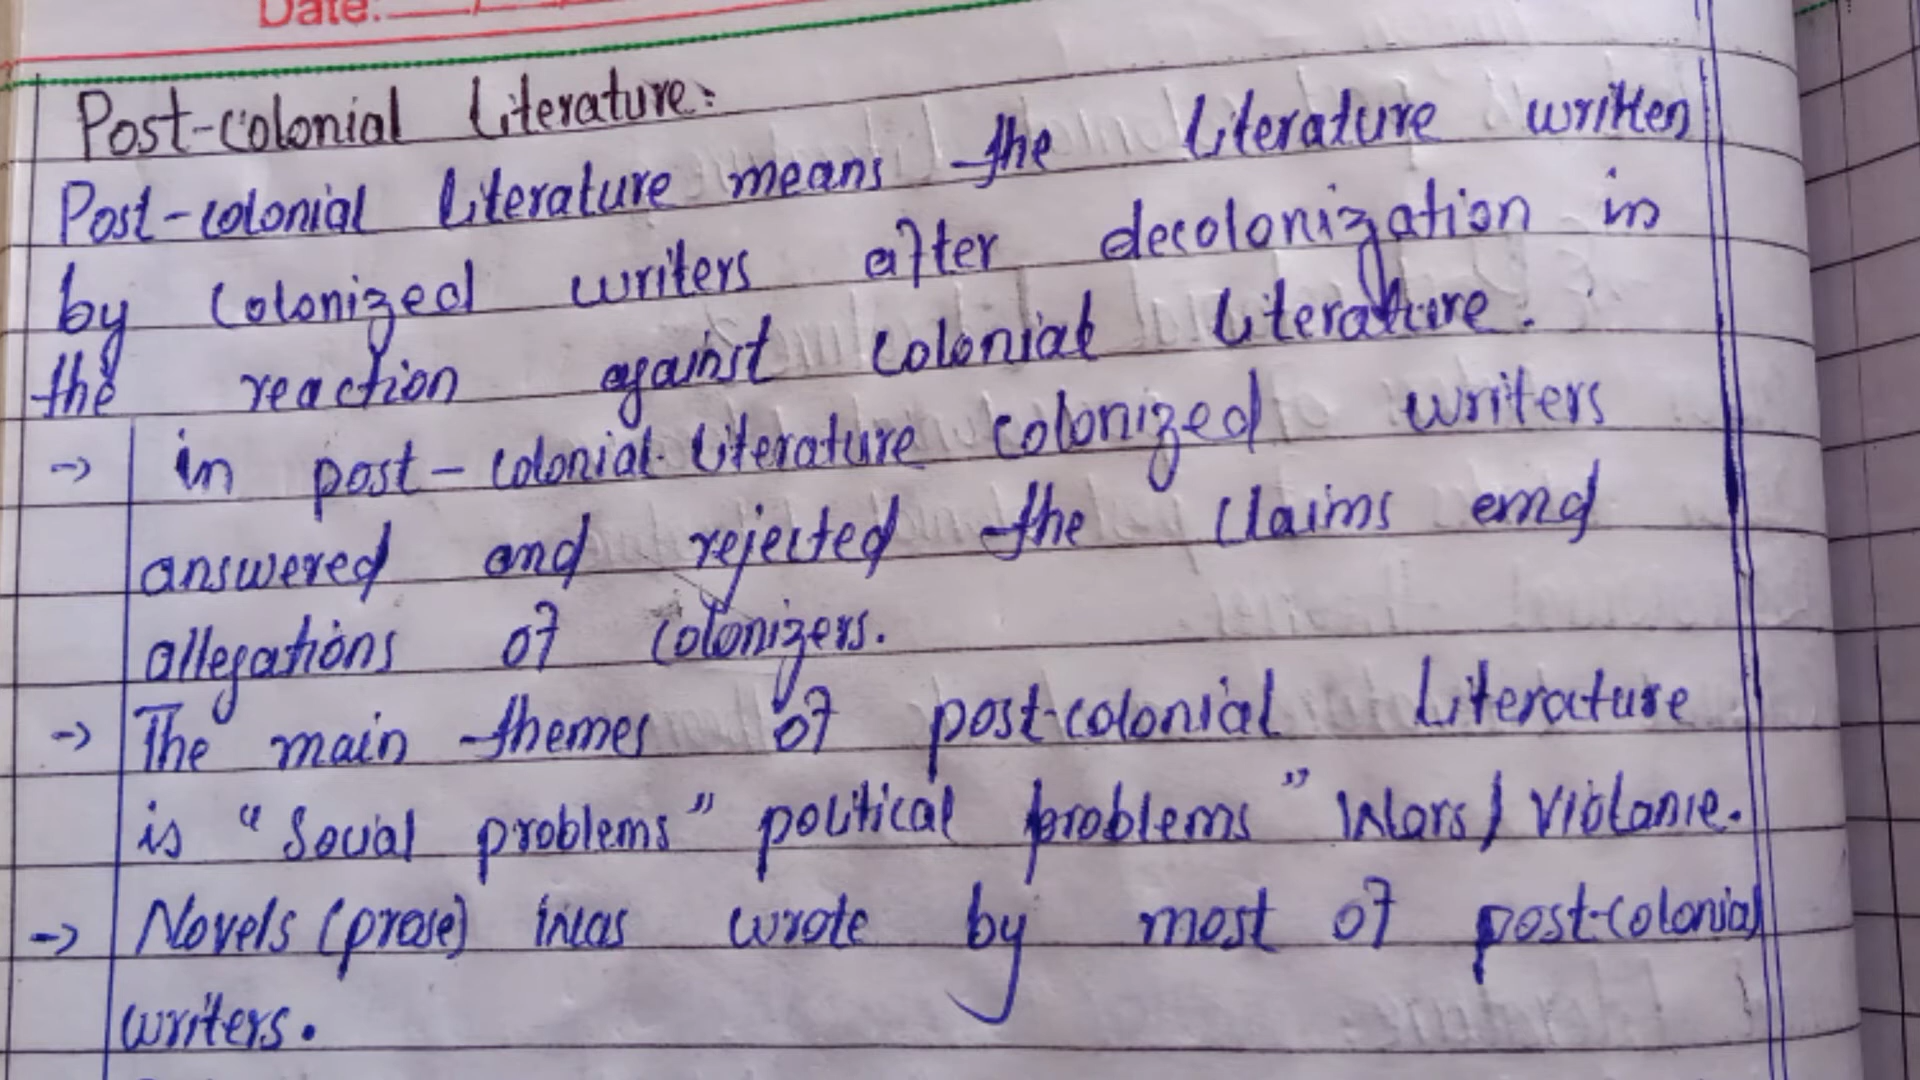 Date:
Post-colonial Literature:
Post-colonial Literature means the Literature written
by colonized writers after decolonization in
the reaction against colonial Literature.
-> in post-colonial Literature colonized writers
answered and rejected the claims and
allegations of colonizers.
-> The main themes of post-colonial Literature
is "Social problems" political problems" Wars/ Violance.
-> Novels (prose) was wrote by most of post-colonial
writers.